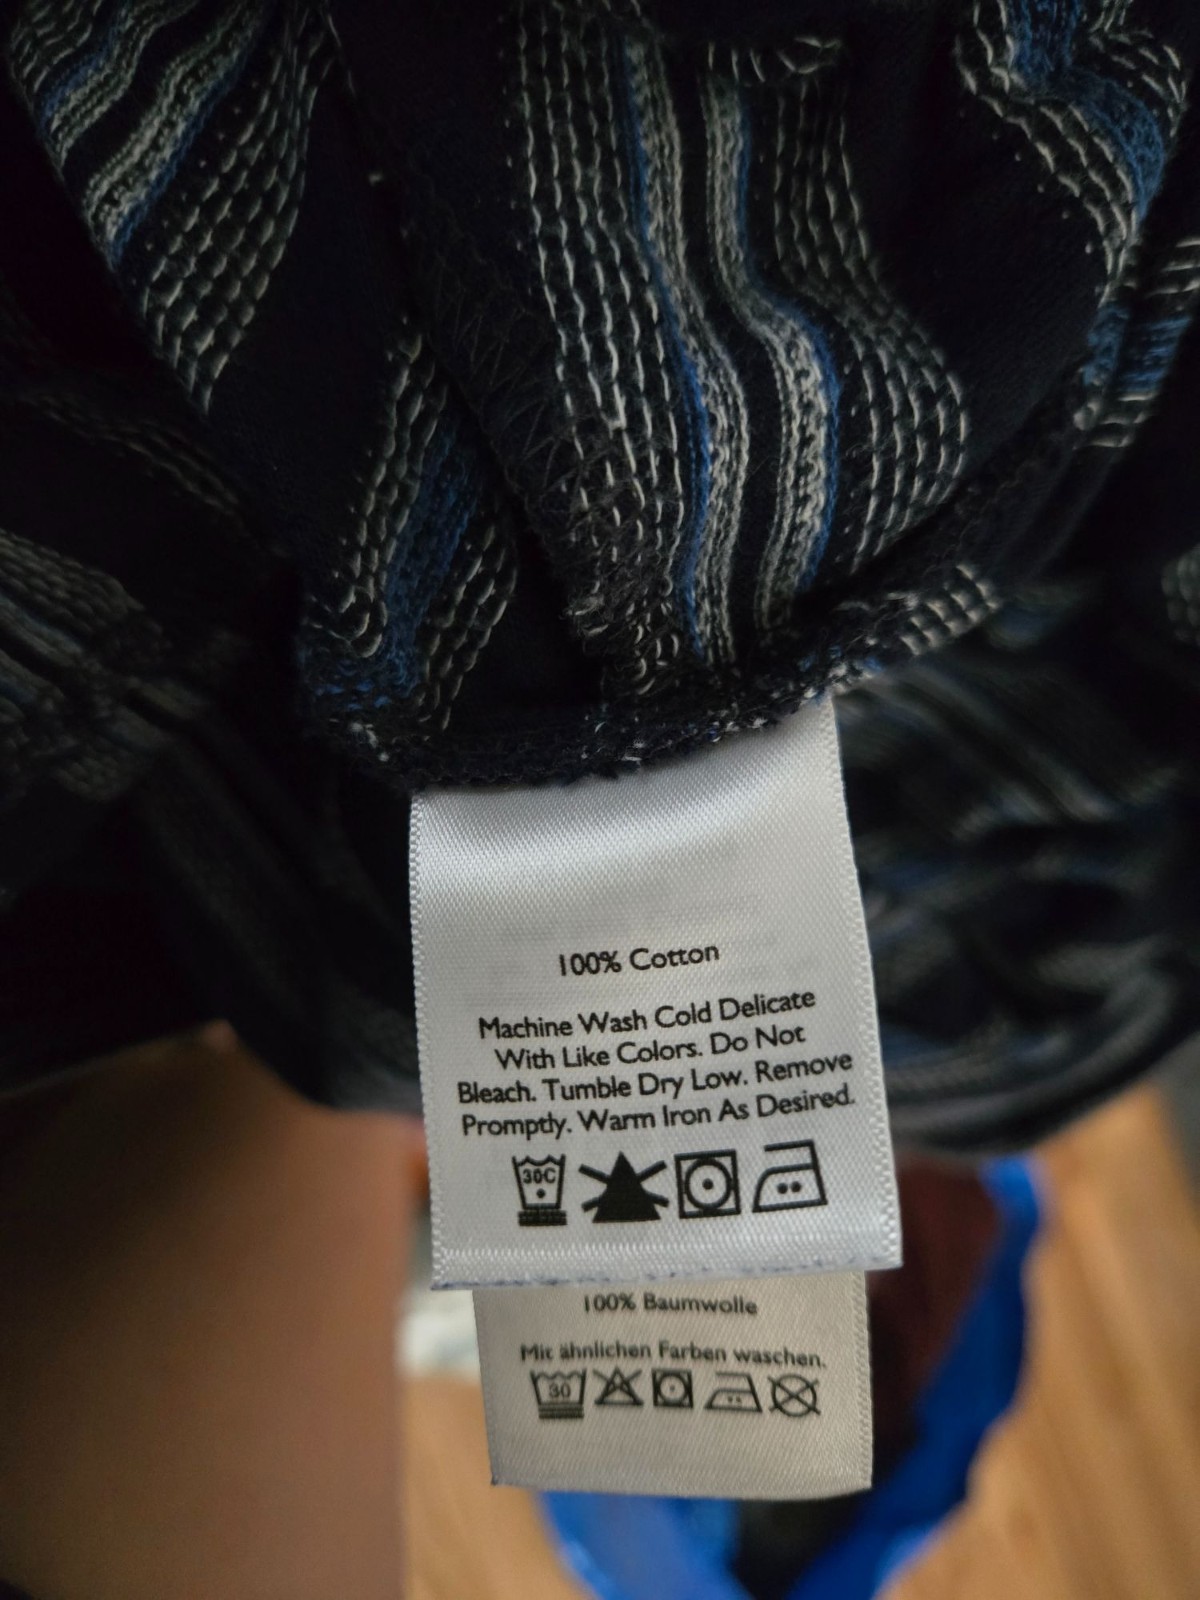 100% Cotton
Machine Wash Cold Delicate
With Like Colors. Do Not
Bleach. Tumble Dry Low. Remove
Promptly. Warm Iron As Desired.
30C
100% Baumwolle
Mit ähnlichen Farben waschen.
30